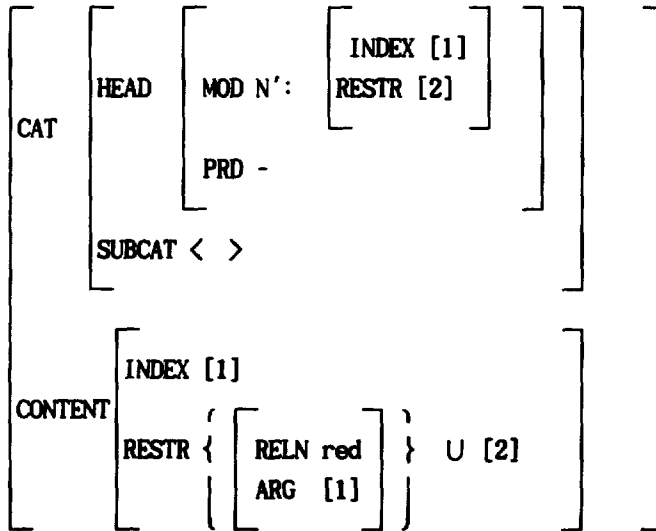 INDEX [1]
HEAD MOD N′: RESTR [2]
CAT
PRD -
SUBCAT < >
INDEX [1]
CONTENT
RESTR { RELN red } ∪ [2]
ARG [1]